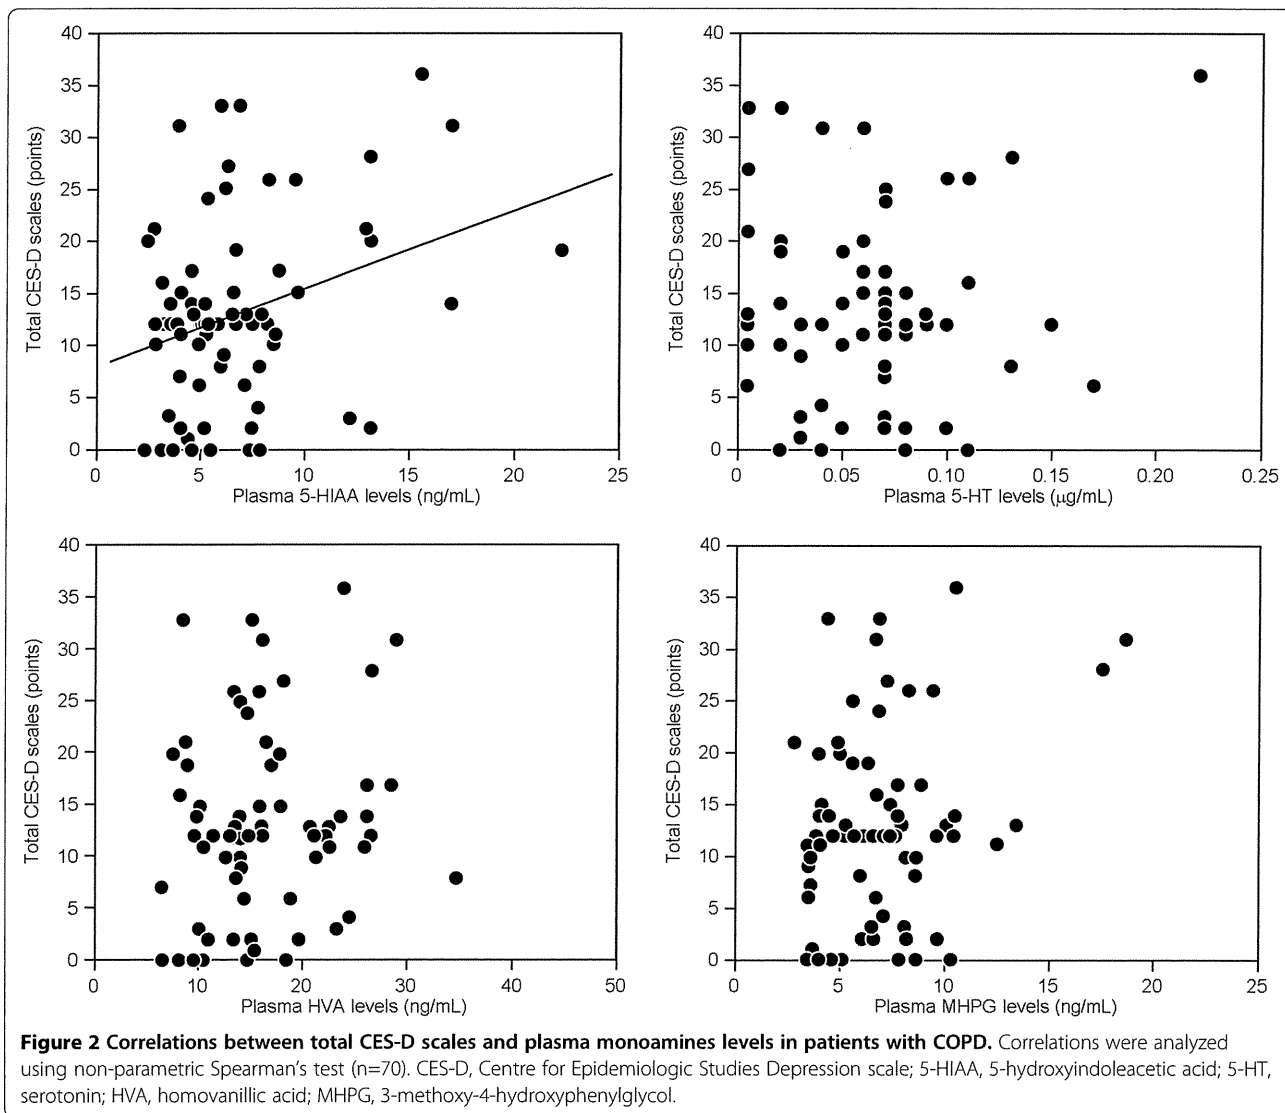 40
35
30
25
20
15
10
5
0
Total CES-D scales (points)
0 5 10 15 20 25
Plasma 5-HIAA levels (ng/mL)
40
35
30
25
20
15
10
5
0
Total CES-D scales (points)
0 0.05 0.10 0.15 0.20 0.25
Plasma 5-HT levels (μg/mL)
40
35
30
25
20
15
10
5
0
Total CES-D scales (points)
0 10 20 30 40 50
Plasma HVA levels (ng/mL)
40
35
30
25
20
15
10
5
0
Total CES-D scales (points)
0 5 10 15 20 25
Plasma MHPG levels (ng/mL)
Figure 2 Correlations between total CES-D scales and plasma monoamines levels in patients with COPD. Correlations were analyzed
using non-parametric Spearman's test (n=70). CES-D, Centre for Epidemiologic Studies Depression scale; 5-HIAA, 5-hydroxyindoleacetic acid; 5-HT,
serotonin; HVA, homovanillic acid; MHPG, 3-methoxy-4-hydroxyphenylglycol.